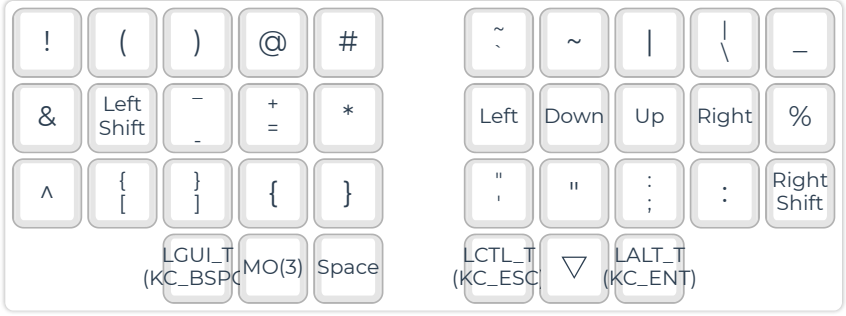 ! ( ) @ # ~ ~ | | _
` \
& Left Shift _ + * Left Down Up Right %
- =
^ { } { } " " : : Right Shift
[ ] ' ;
LGUI_T MO(3) Space LCTL_T ▽ LALT_T
(KC_BSPC (KC_ESC) (KC_ENT)